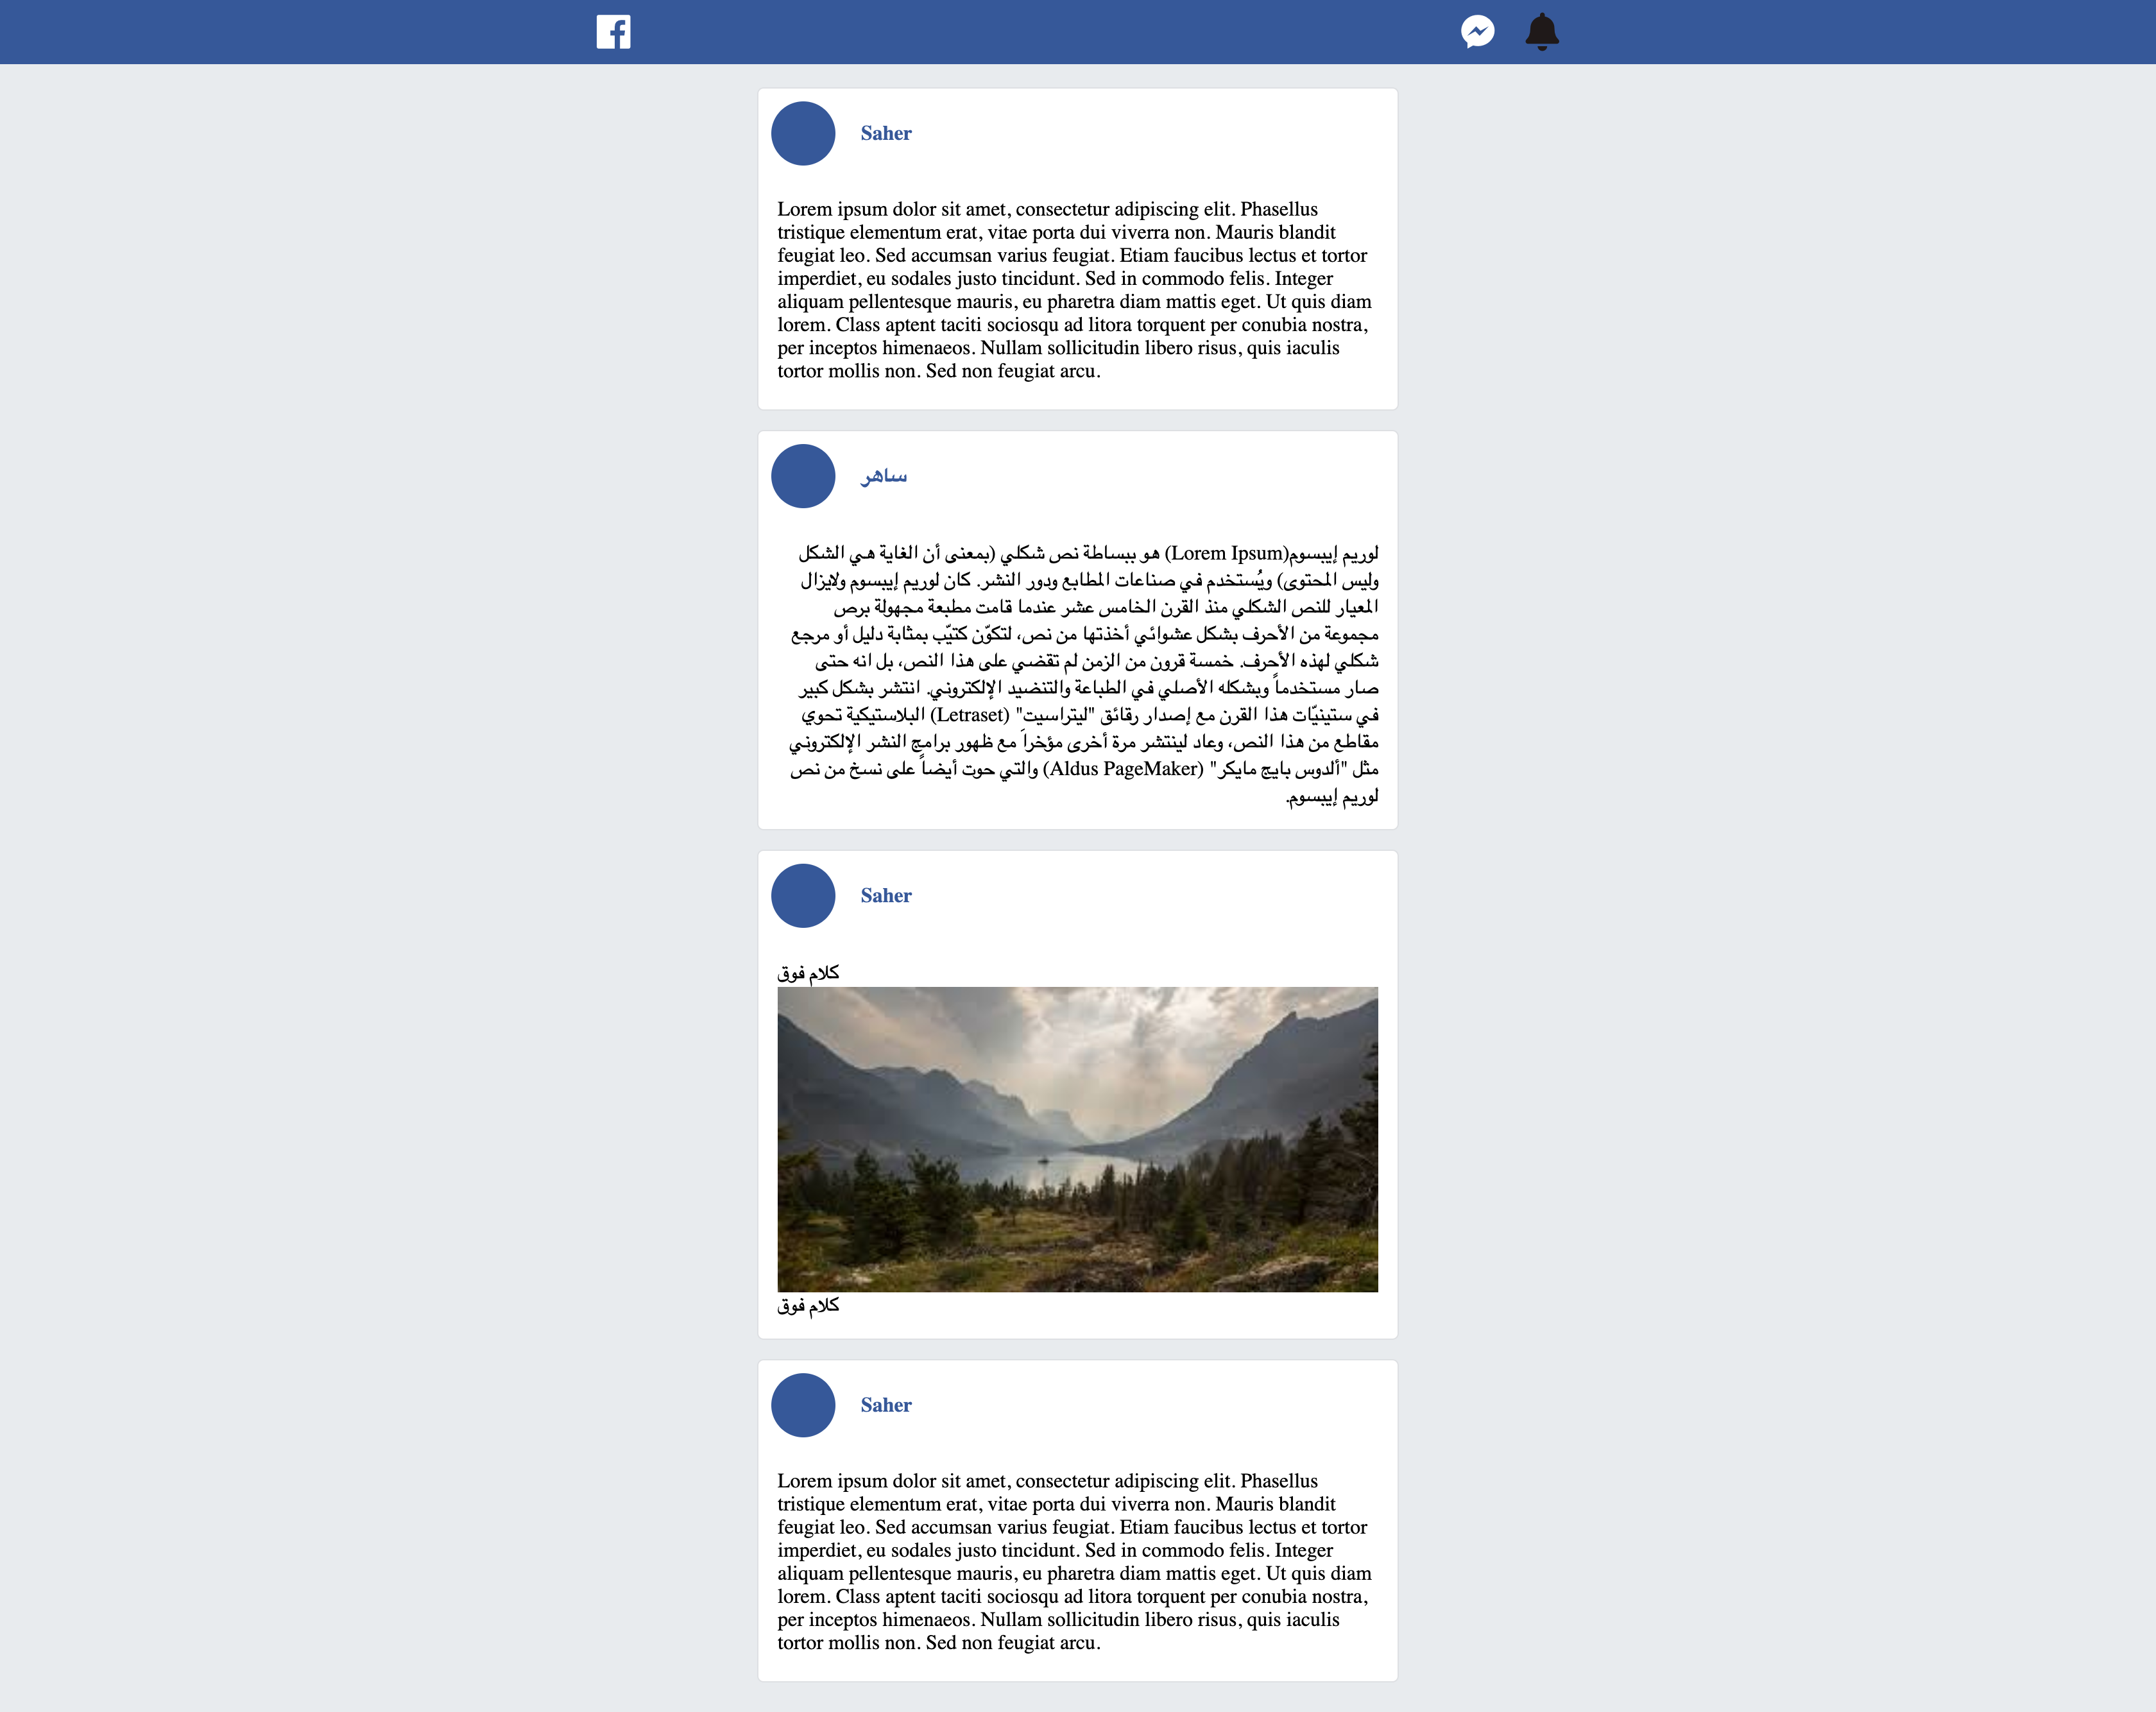 Saher
Lorem ipsum dolor sit amet, consectetur adipiscing elit. Phasellus
tristique elementum erat, vitae porta dui viverra non. Mauris blandit
feugiat leo. Sed accumsan varius feugiat. Etiam faucibus lectus et tortor
imperdiet, eu sodales justo tincidunt. Sed in commodo felis. Integer
aliquam pellentesque mauris, eu pharetra diam mattis eget. Ut quis diam
lorem. Class aptent taciti sociosqu ad litora torquent per conubia nostra,
per inceptos himenaeos. Nullam sollicitudin libero risus, quis iaculis
tortor mollis non. Sed non feugiat arcu.
ساهر
لوريم إيبسوم(Lorem Ipsum) هو ببساطة نص شكلي (بمعنى أن الغاية هي الشكل
وليس المحتوى) ويُستخدم في صناعات المطابع ودور النشر. كان لوريم إيبسوم ولايزال
المعيار للنص الشكلي منذ القرن الخامس عشر عندما قامت مطبعة مجهولة برص
مجموعة من الأحرف بشكل عشوائي أخذتها من نص، لتكوّن كتيّب بمثابة دليل أو مرجع
شكلي لهذه الأحرف. خمسة قرون من الزمن لم تقضي على هذا النص، بل انه حتى
صار مستخدماً وبشكله الأصلي في الطباعة والتنضيد الإلكتروني. انتشر بشكل كبير
في ستينيّات هذا القرن مع إصدار رقائق "ليتراسيت" (Letraset) البلاستيكية تحوي
مقاطع من هذا النص، وعاد لينتشر مرة أخرى مؤخراَ مع ظهور برامج النشر الإلكتروني
مثل "ألدوس بايج مايكر" (Aldus PageMaker) والتي حوت أيضاً على نسخ من نص
لوريم إيبسوم.
Saher
كلام فوق
كلام فوق
Saher
Lorem ipsum dolor sit amet, consectetur adipiscing elit. Phasellus
tristique elementum erat, vitae porta dui viverra non. Mauris blandit
feugiat leo. Sed accumsan varius feugiat. Etiam faucibus lectus et tortor
imperdiet, eu sodales justo tincidunt. Sed in commodo felis. Integer
aliquam pellentesque mauris, eu pharetra diam mattis eget. Ut quis diam
lorem. Class aptent taciti sociosqu ad litora torquent per conubia nostra,
per inceptos himenaeos. Nullam sollicitudin libero risus, quis iaculis
tortor mollis non. Sed non feugiat arcu.